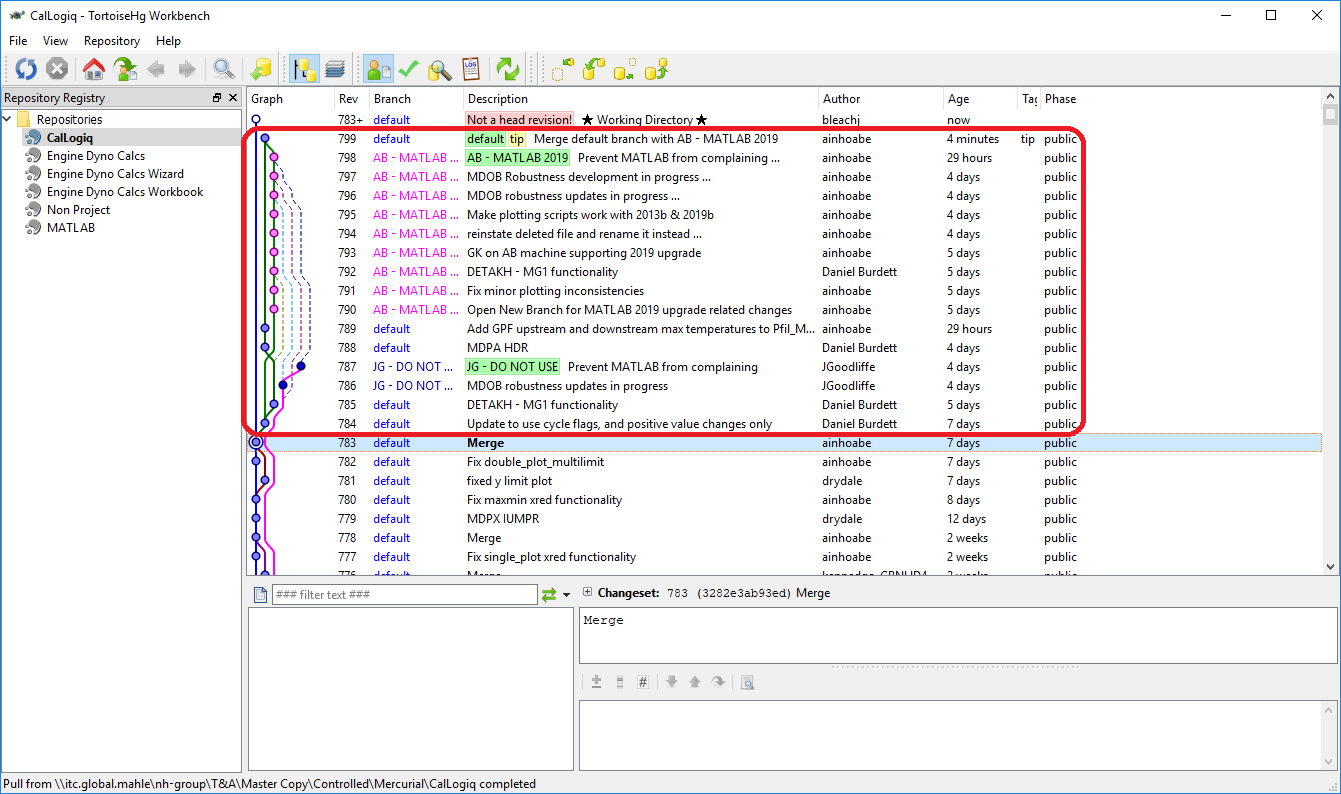 CalLogiq - TortoiseHg Workbench
File View Repository Help
LOG
Repository Registry
Repositories
CalLogiq
Engine Dyno Calcs
Engine Dyno Calcs Wizard
Engine Dyno Calcs Workbook
Non Project
MATLAB
Graph Rev Branch Description Author Age Tag Phase
783+ default Not a head revision! ★ Working Directory ★ bleachj now
799 default default tip Merge default branch with AB - MATLAB 2019 ainhoabe 4 minutes tip public
798 AB - MATLAB ... AB - MATLAB 2019 Prevent MATLAB from complaining ... ainhoabe 29 hours public
797 AB - MATLAB ... MDOB Robustness development in progress ... ainhoabe 4 days public
796 AB - MATLAB ... MDOB robustness updates in progress ... ainhoabe 4 days public
795 AB - MATLAB ... Make plotting scripts work with 2013b & 2019b ainhoabe 4 days public
794 AB - MATLAB ... reinstate deleted file and rename it instead ... ainhoabe 4 days public
793 AB - MATLAB ... GK on AB machine supporting 2019 upgrade ainhoabe 5 days public
792 AB - MATLAB ... DETAKH - MG1 functionality Daniel Burdett 5 days public
791 AB - MATLAB ... Fix minor plotting inconsistencies ainhoabe 5 days public
790 AB - MATLAB ... Open New Branch for MATLAB 2019 upgrade related changes ainhoabe 5 days public
789 default Add GPF upstream and downstream max temperatures to Pfil_M... ainhoabe 29 hours public
788 default MDPA HDR Daniel Burdett 4 days public
787 JG - DO NOT ... JG - DO NOT USE Prevent MATLAB from complaining JGoodliffe 4 days public
786 JG - DO NOT ... MDOB robustness updates in progress JGoodliffe 4 days public
785 default DETAKH - MG1 functionality Daniel Burdett 5 days public
784 default Update to use cycle flags, and positive value changes only Daniel Burdett 7 days public
783 default Merge ainhoabe 7 days public
782 default Fix double_plot_multilimit ainhoabe 7 days public
781 default fixed y limit plot drydale 7 days public
780 default Fix maxmin xred functionality ainhoabe 8 days public
779 default MDPX IUMPR drydale 12 days public
778 default Merge ainhoabe 2 weeks public
777 default Fix single_plot xred functionality ainhoabe 2 weeks public
776 default Merge 2 weeks public
### filter text ###
Changeset: 783 (3282e3ab93ed) Merge
Merge
#
Pull from \\itc.global.mahle\nh-group\T&A\Master Copy\Controlled\Mercurial\CalLogiq completed